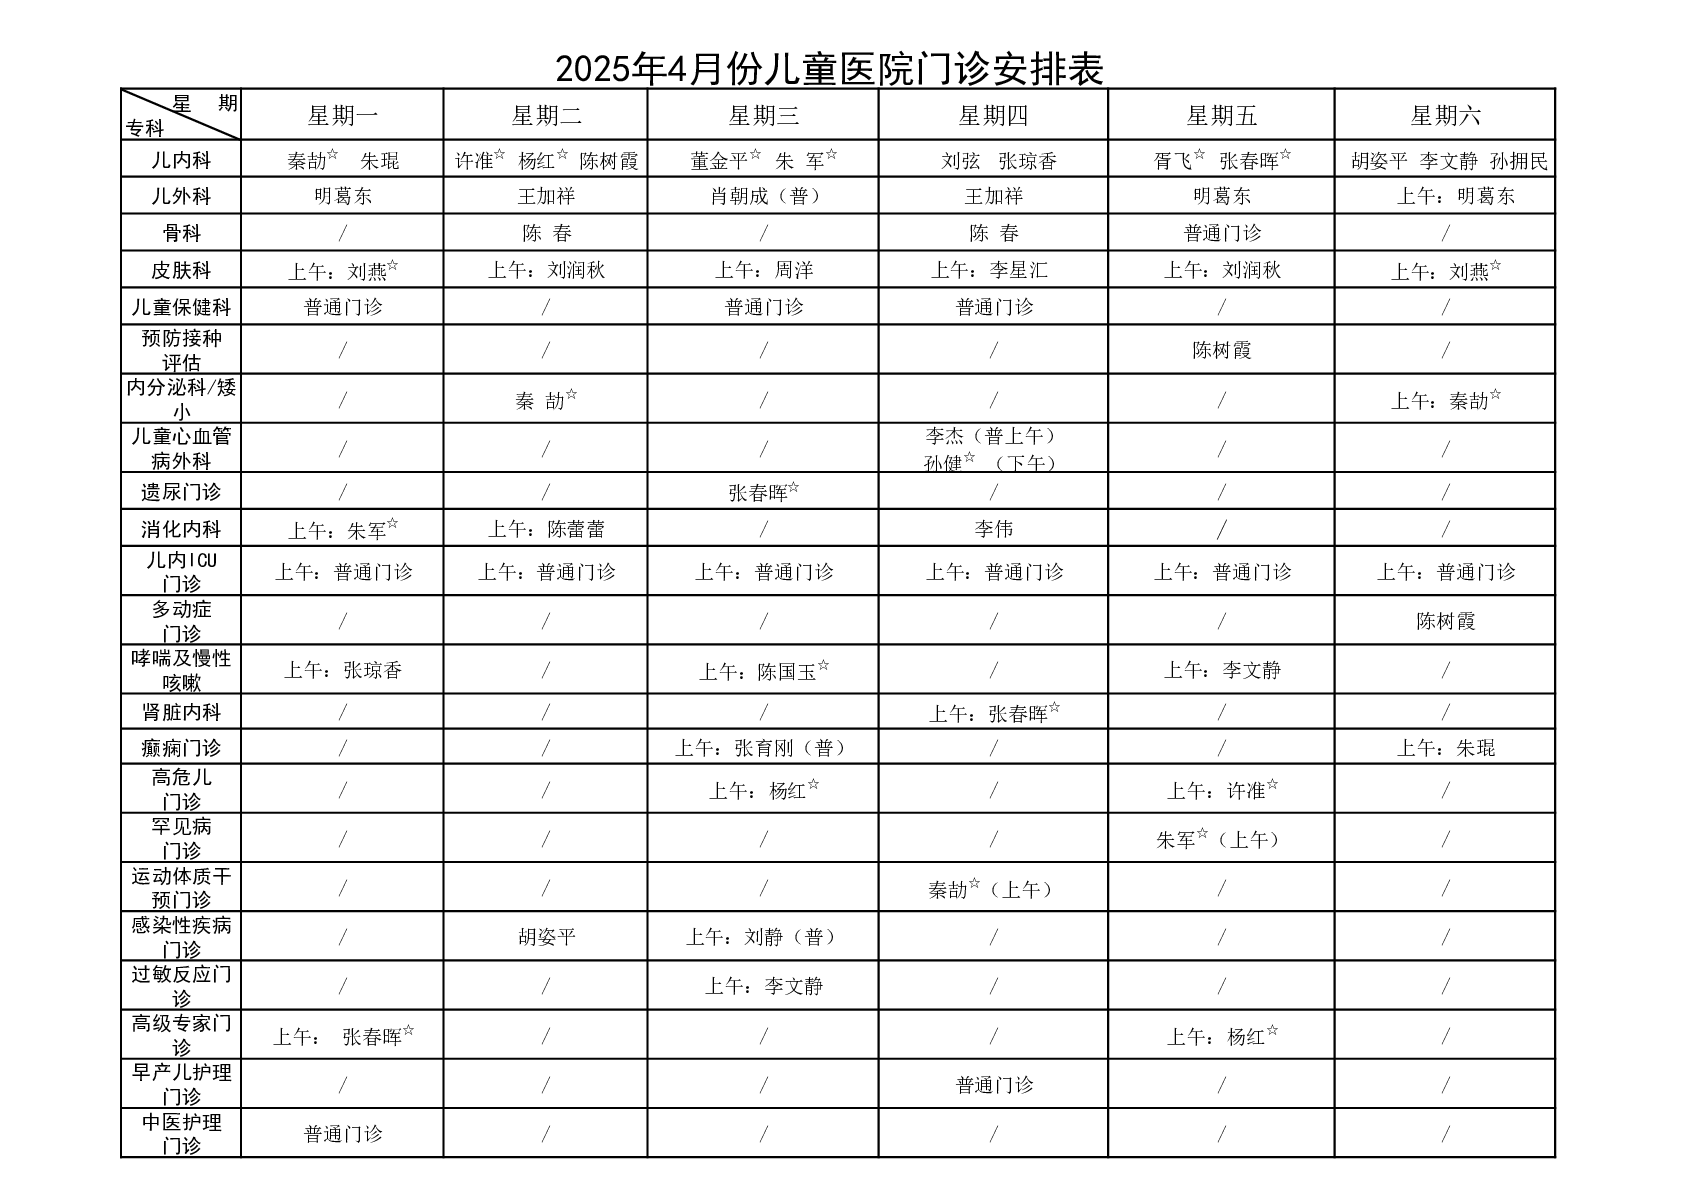 2025年4月份儿童医院门诊安排表
星 期
专科
星期一 星期二 星期三 星期四 星期五 星期六
儿内科 秦劼☆ 朱琨 许准☆ 杨红☆ 陈树霞 董金平☆ 朱 军☆ 刘弦 张琼香 胥飞☆ 张春晖☆ 胡姿平 李文静 孙拥民
儿外科 明葛东 王加祥 肖朝成（普） 王加祥 明葛东 上午：明葛东
骨科 / 陈 春 / 陈 春 普通门诊 /
皮肤科 上午：刘燕☆ 上午：刘润秋 上午：周洋 上午：李星汇 上午：刘润秋 上午：刘燕☆
儿童保健科 普通门诊 / 普通门诊 普通门诊 / /
预防接种
评估 / / / / 陈树霞 /
内分泌科/矮
小 / 秦 劼☆ / / / 上午：秦劼☆
儿童心血管
病外科 / / / 李杰（普上午）
孙健☆ （下午） / /
遗尿门诊 / / 张春晖☆ / / /
消化内科 上午：朱军☆ 上午：陈蕾蕾 / 李伟 / /
儿内ICU
门诊 上午：普通门诊 上午：普通门诊 上午：普通门诊 上午：普通门诊 上午：普通门诊 上午：普通门诊
多动症
门诊 / / / / / 陈树霞
哮喘及慢性
咳嗽 上午：张琼香 / 上午：陈国玉☆ / 上午：李文静 /
肾脏内科 / / / 上午：张春晖☆ / /
癫痫门诊 / / 上午：张育刚（普） / / 上午：朱琨
高危儿
门诊 / / 上午：杨红☆ / 上午：许准☆ /
罕见病
门诊 / / / / 朱军☆（上午） /
运动体质干
预门诊 / / / 秦劼☆（上午） / /
感染性疾病
门诊 / 胡姿平 上午：刘静（普） / / /
过敏反应门
诊 / / 上午：李文静 / / /
高级专家门
诊 上午： 张春晖☆ / / / 上午：杨红☆ /
早产儿护理
门诊 / / / 普通门诊 / /
中医护理
门诊 普通门诊 / / / / /